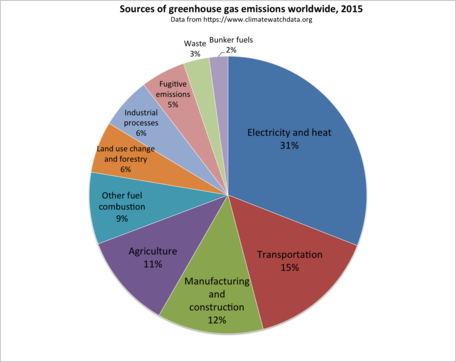 Sources of greenhouse gas emissions worldwide, 2015
Data from https://www.climatewatchdata.org
Bunker fuels
2%
Waste
3%
Fugitive
emissions
5%
Industrial
processes
6%
Land use change
and forestry
6%
Other fuel
combustion
9%
Agriculture
11%
Manufacturing
and
construction
12%
Transportation
15%
Electricity and heat
31%